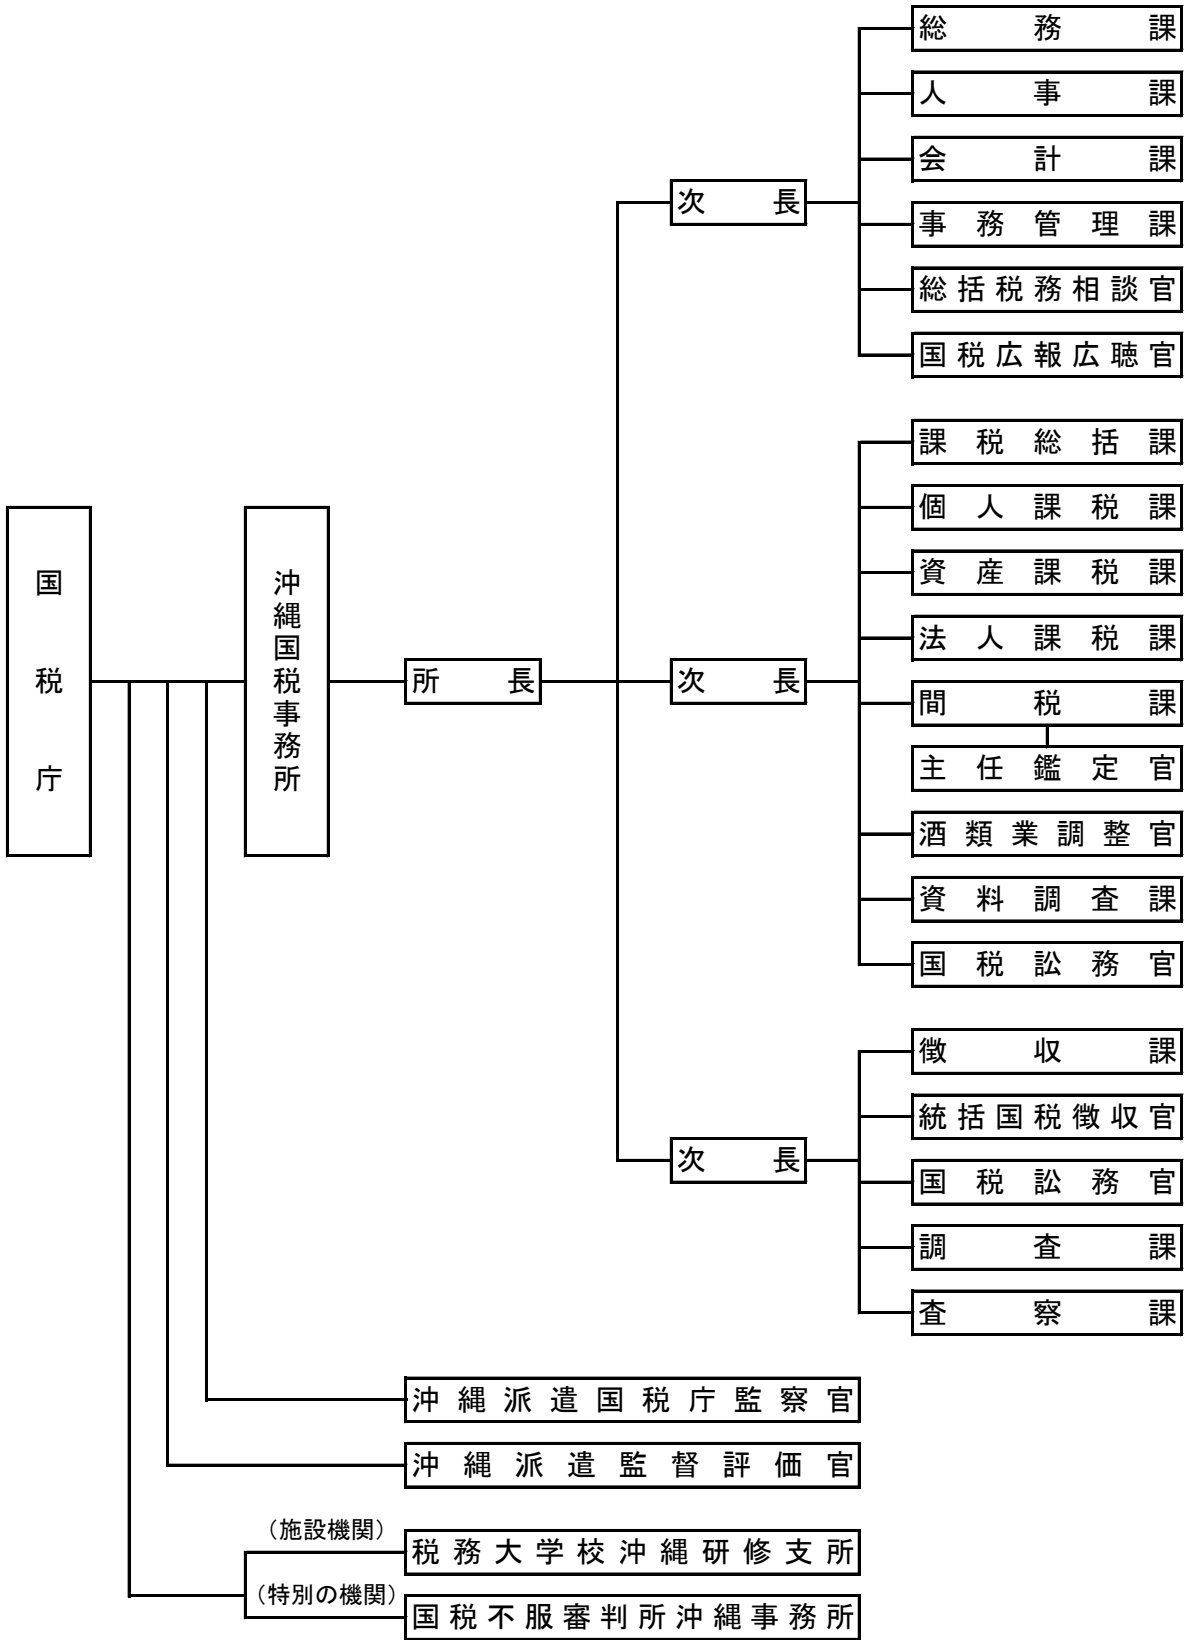 国税庁
沖縄国税事務所
所長
次長
総務課
人事課
会計課
事務管理課
総括税務相談官
国税広報広聴官
次長
課税総括課
個人課税課
資産課税課
法人課税課
間税課
主任鑑定官
酒類業調整官
資料調査課
国税訟務官
次長
徴収課
統括国税徴収官
国税訟務官
調査課
査察課
沖縄派遣国税庁監察官
沖縄派遣監督評価官
（施設機関）
税務大学校沖縄研修支所
（特別の機関）
国税不服審判所沖縄事務所